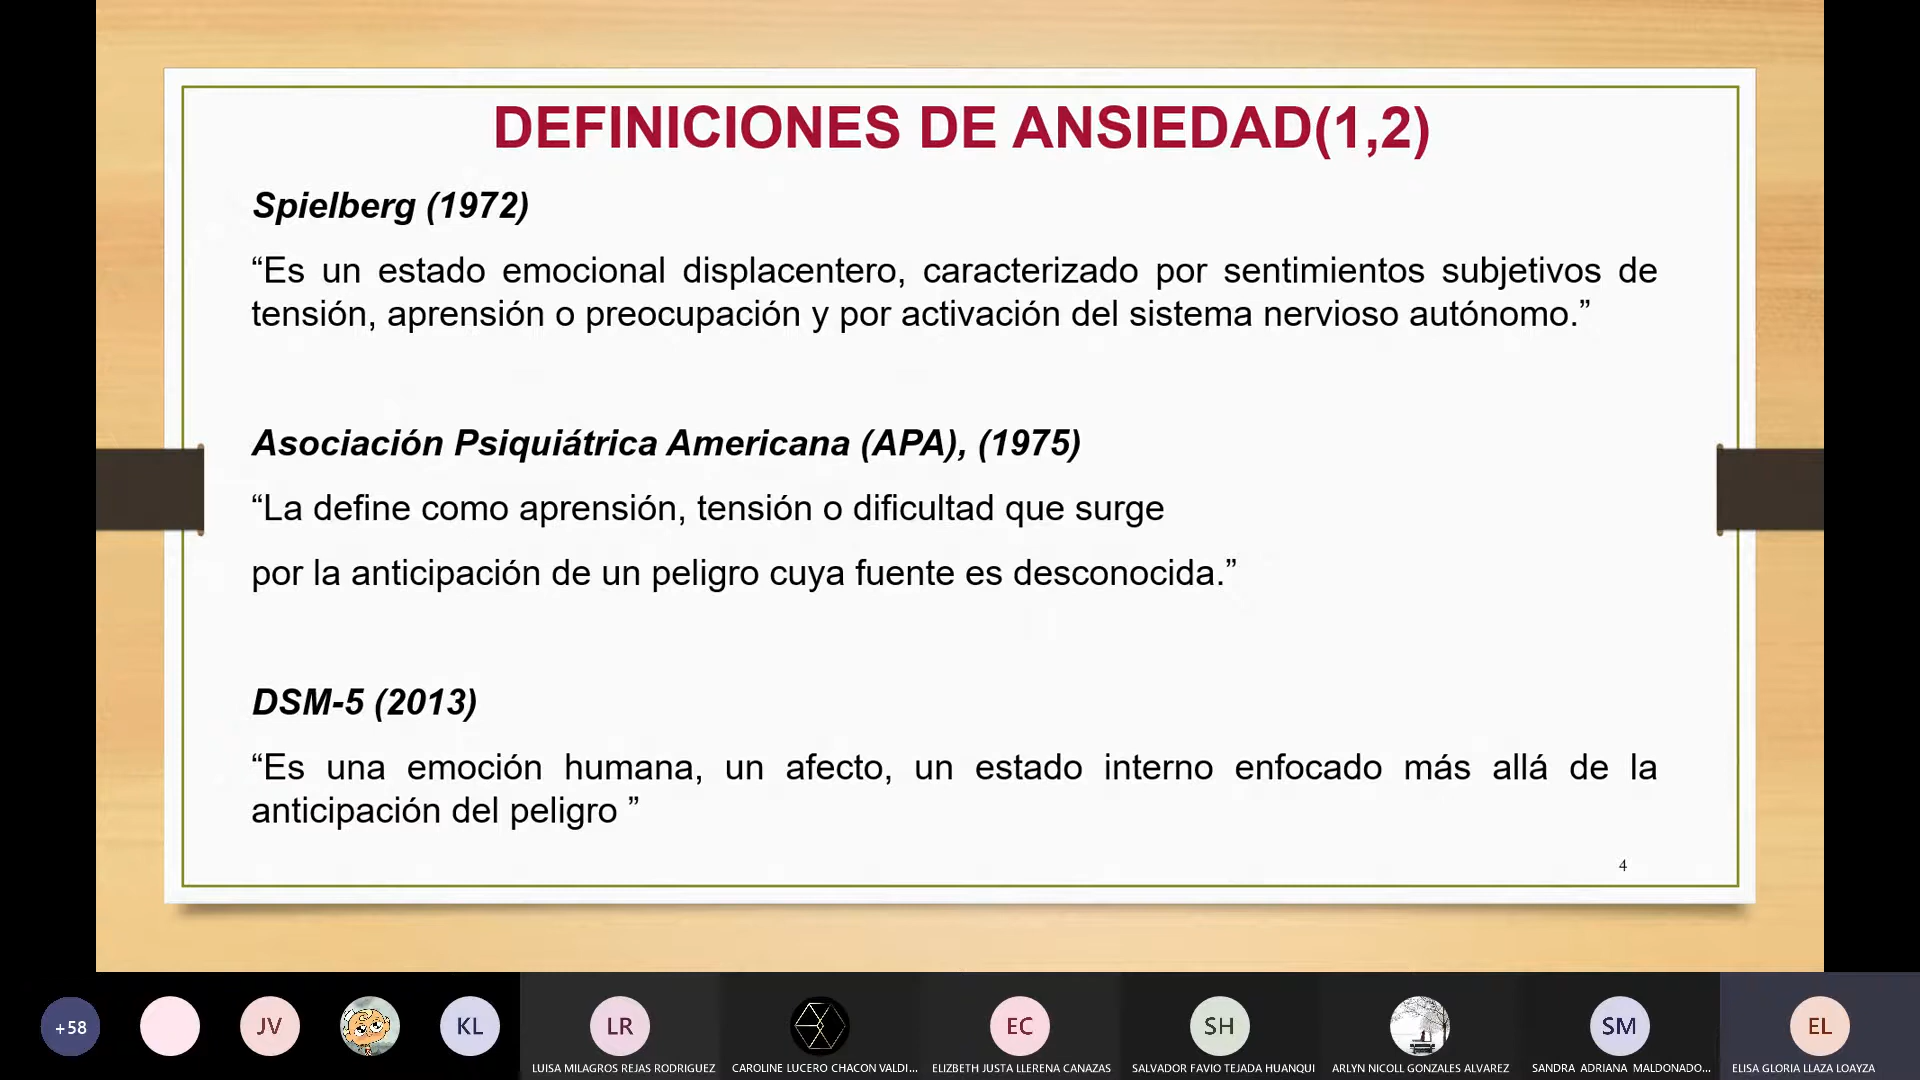 DEFINICIONES DE ANSIEDAD(1,2)
Spielberg (1972)
“Es un estado emocional displacentero, caracterizado por sentimientos subjetivos de
tensión, aprensión o preocupación y por activación del sistema nervioso autónomo.”
Asociación Psiquiátrica Americana (APA), (1975)
“La define como aprensión, tensión o dificultad que surge
por la anticipación de un peligro cuya fuente es desconocida.”
DSM-5 (2013)
“Es una emoción humana, un afecto, un estado interno enfocado más allá de la
anticipación del peligro ”
4
+58
JV
KL
LR
EC
SH
SM
EL
LUISA MILAGROS REJAS RODRIGUEZ
CAROLINE LUCERO CHACON VALDI...
ELIZBETH JUSTA LLERENA CANAZAS
SALVADOR FAVIO TEJADA HUANQUI
ARLYN NICOLL GONZALES ALVAREZ
SANDRA ADRIANA MALDONADO...
ELISA GLORIA LLAZA LOAYZA